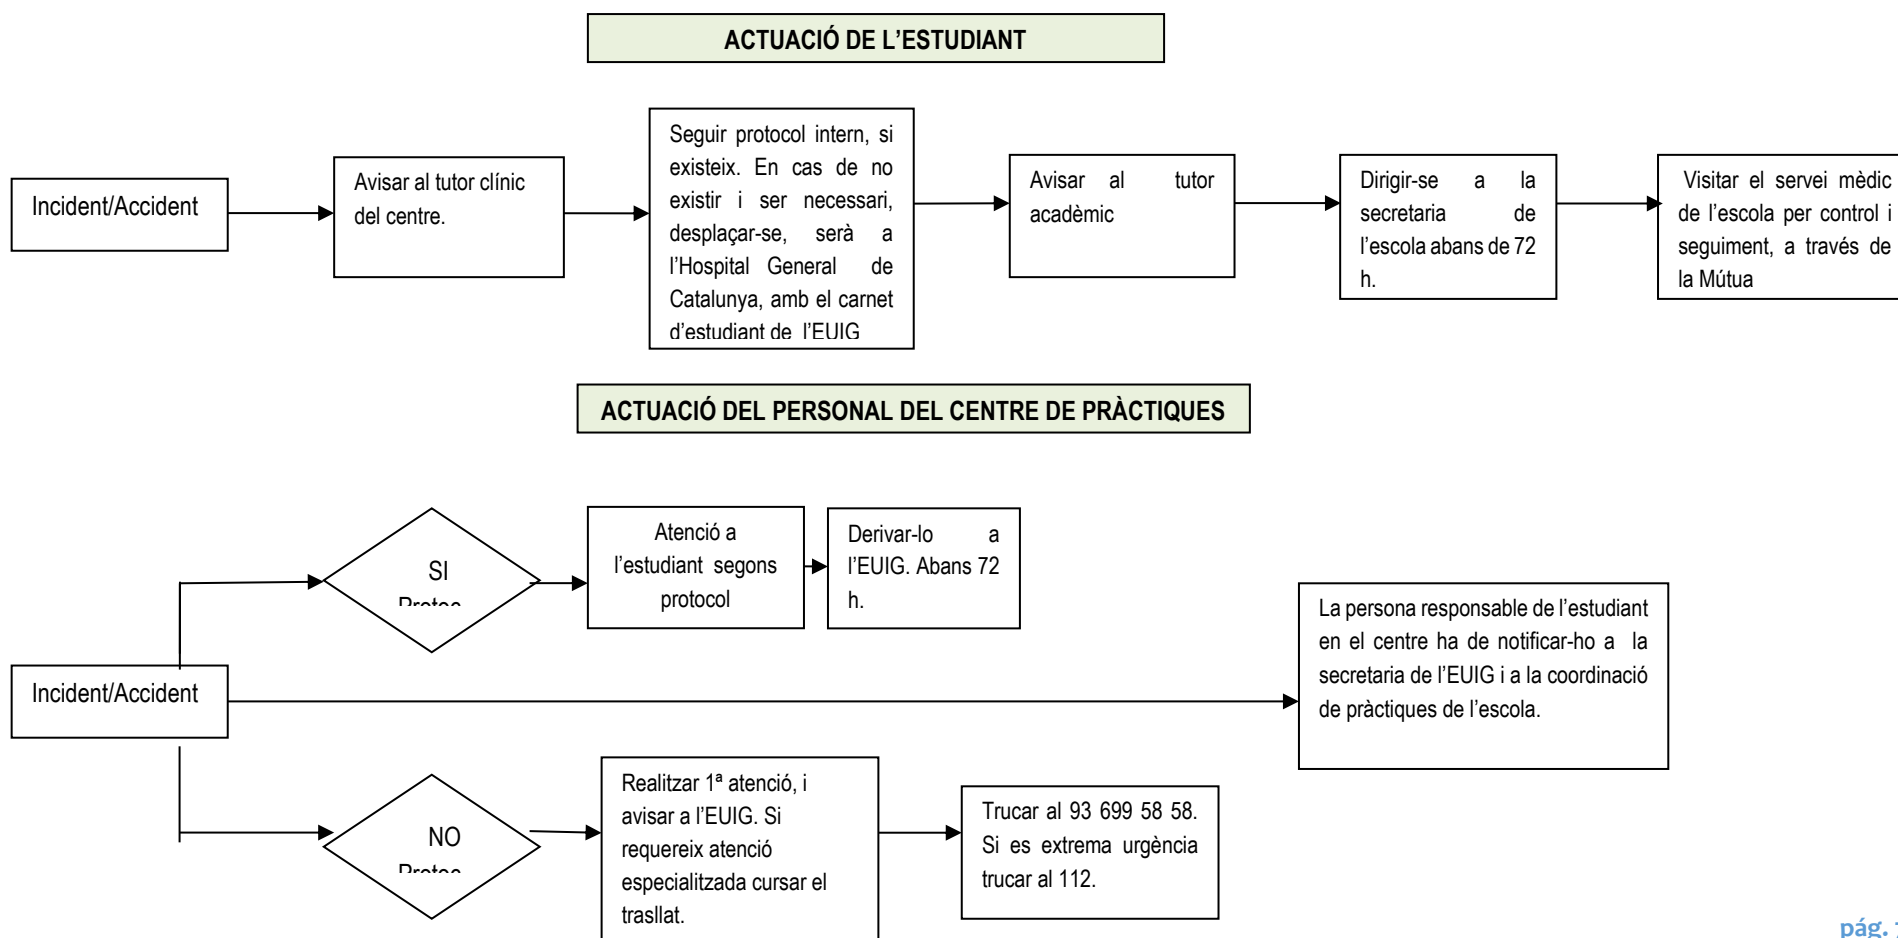 ACTUACIÓ DE L'ESTUDIANT
Incident/Accident
Avisar al tutor clínic
del centre.
Seguir protocol intern, si
existeix. En cas de no
existir i ser necessari,
desplaçar-se, serà a
l'Hospital General de
Catalunya, amb el carnet
d'estudiant de l'EUIG
Avisar al tutor
acadèmic
Dirigir-se a la
secretaria de
l'escola abans de 72
h.
Visitar el servei mèdic
de l'escola per control i
seguiment, a través de
la Mútua
ACTUACIÓ DEL PERSONAL DEL CENTRE DE PRÀCTIQUES
Incident/Accident
SI
Atenció a
l'estudiant segons
protocol
Derivar-lo a
l'EUIG. Abans 72
h.
La persona responsable de l'estudiant
en el centre ha de notificar-ho a la
secretaria de l'EUIG i a la coordinació
de pràctiques de l'escola.
NO
Realitzar 1ª atenció, i
avisar a l'EUIG. Si
requereix atenció
especialitzada cursar el
trasllat.
Trucar al 93 699 58 58.
Si es extrema urgència
trucar al 112.
pág.